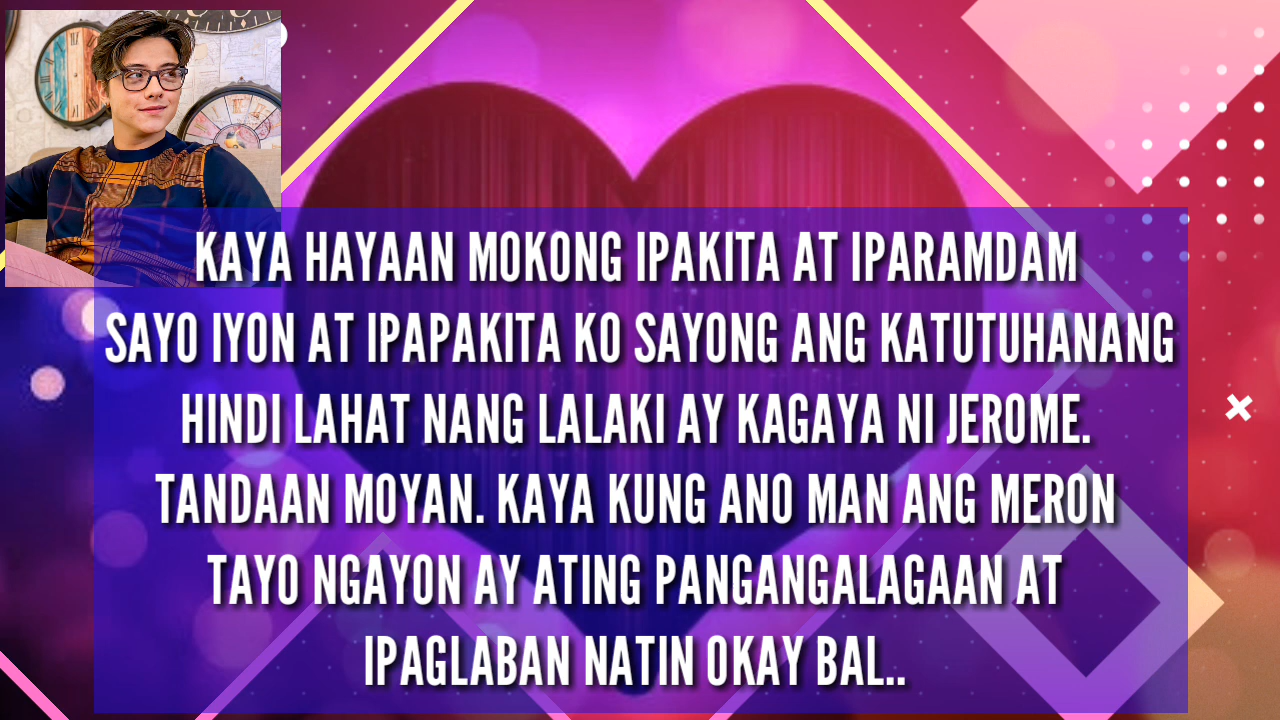 KAYA HAYAAN MOKONG IPAKITA AT IPARAMDAM
SAYO IYON AT IPAPAKITA KO SAYONG ANG KATUTUHANANG
HINDI LAHAT NANG LALAKI AY KAGAYA NI JEROME.
TANDAAN MOYAN. KAYA KUNG ANO MAN ANG MERON
TAYO NGAYON AY ATING PANGANGALAGAAN AT
IPAGLABAN NATIN OKAY BAL..